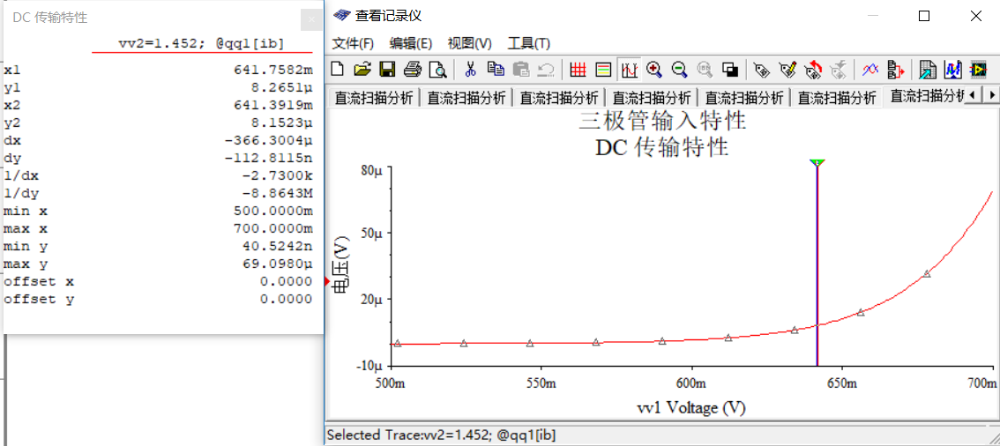 DC 传输特性
vv2=1.452; @qq1[ib]
x1 641.7582m
y1 8.2651µ
x2 641.3919m
y2 8.1523µ
dx -366.3004µ
dy -112.8115n
1/dx -2.7300k
1/dy -8.8643M
min x 500.0000m
max x 700.0000m
min y 40.5242n
max y 69.0980µ
offset x 0.0000
offset y 0.0000
查看记录仪
文件(F) 编辑(E) 视图(V) 工具(T)
直流扫描分析 直流扫描分析 直流扫描分析 直流扫描分析 直流扫描分析 直流扫描分析 直流扫描分析
三极管输入特性
DC 传输特性
80µ
50µ
20µ
-10µ
电压(V)
500m 550m 600m 650m 700m
vv1 Voltage (V)
Selected Trace:vv2=1.452; @qq1[ib]